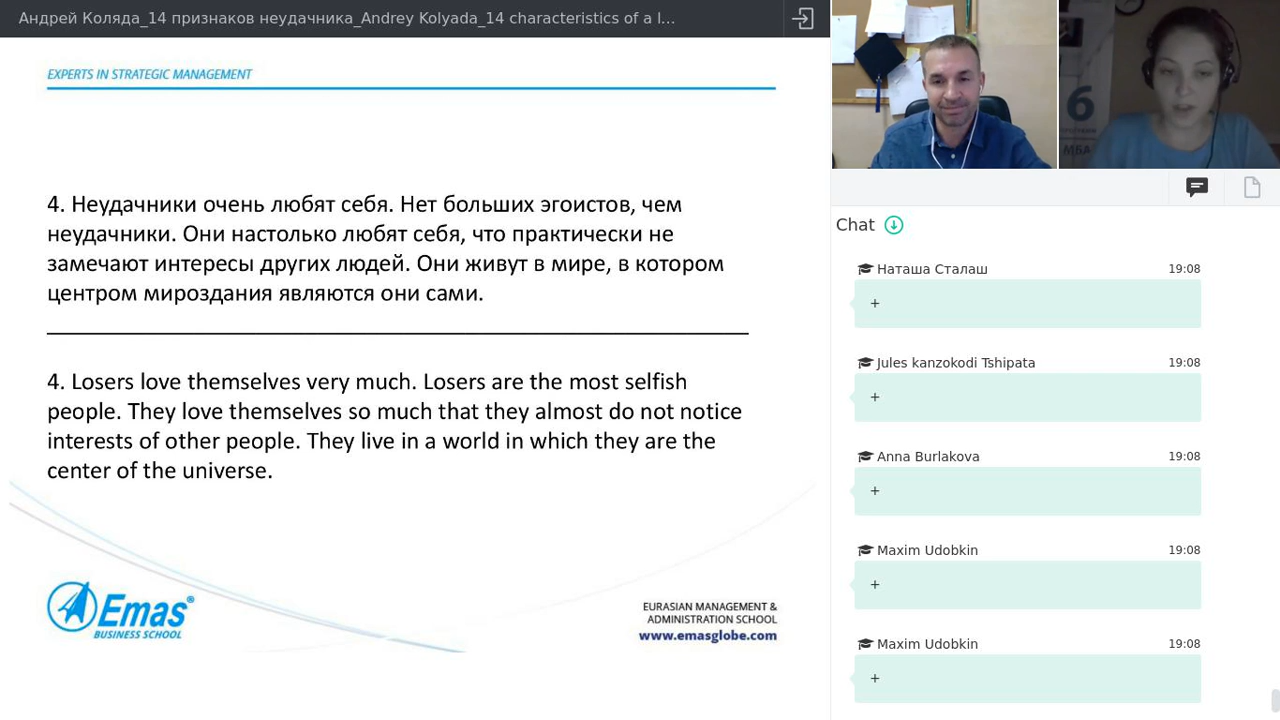 Андрей Коляда_14 признаков неудачника_Andrey Kolyada_14 characteristics of a l...
EXPERTS IN STRATEGIC MANAGEMENT
4. Неудачники очень любят себя. Нет больших эгоистов, чем
неудачники. Они настолько любят себя, что практически не
замечают интересы других людей. Они живут в мире, в котором
центром мироздания являются они сами.
4. Losers love themselves very much. Losers are the most selfish
people. They love themselves so much that they almost do not notice
interests of other people. They live in a world in which they are the
center of the universe.
Emas®
BUSINESS SCHOOL
EURASIAN MANAGEMENT &
ADMINISTRATION SCHOOL
www.emasglobe.com
6
МБА
Chat
Наташа Сталаш 19:08
+
Jules kanzokodi Tshipata 19:08
+
Anna Burlakova 19:08
+
Maxim Udobkin 19:08
+
Maxim Udobkin 19:08
+